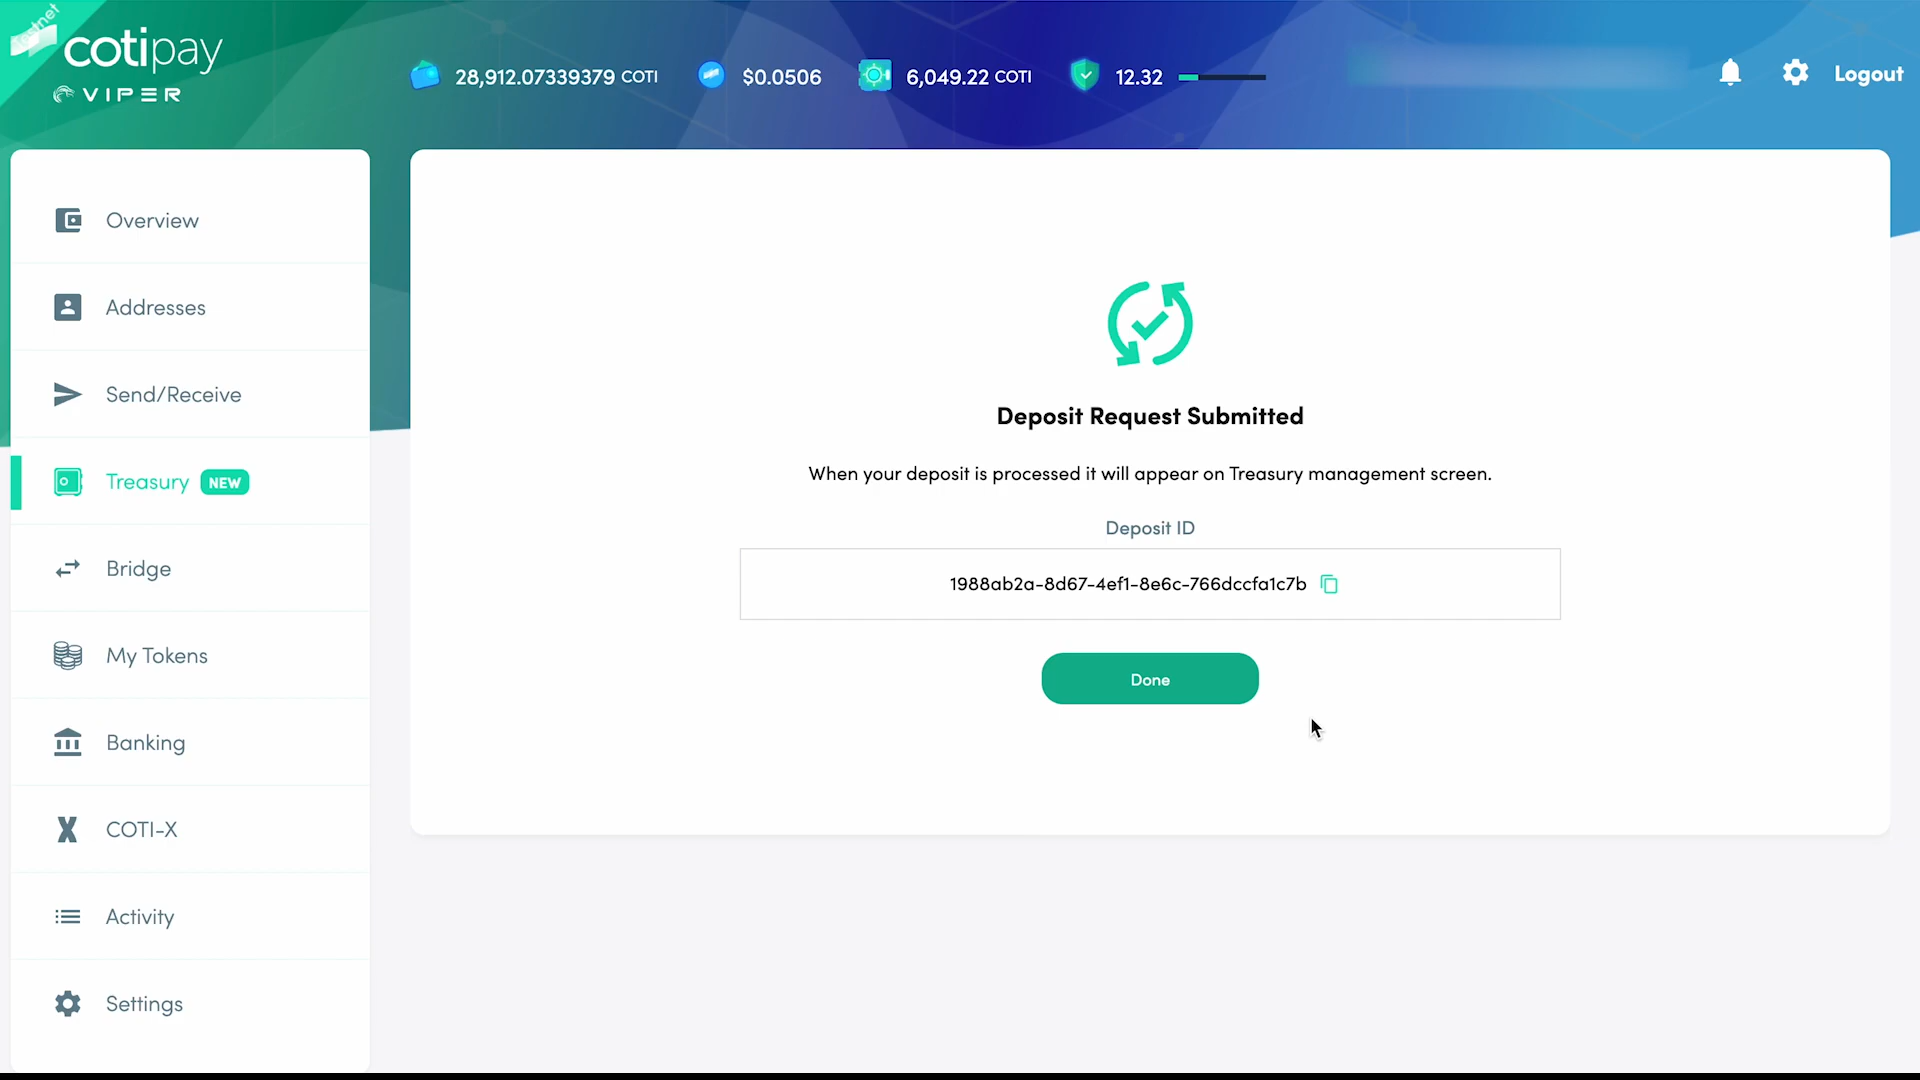 Testnet
cotipay
VIPER
28,912.07339379 COTI
$0.0506
6,049.22 COTI
12.32
Logout
Overview
Addresses
Send/Receive
Treasury NEW
Bridge
My Tokens
Banking
COTI-X
Activity
Settings
Deposit Request Submitted
When your deposit is processed it will appear on Treasury management screen.
Deposit ID
1988ab2a-8d67-4ef1-8e6c-766dccfa1c7b
Done